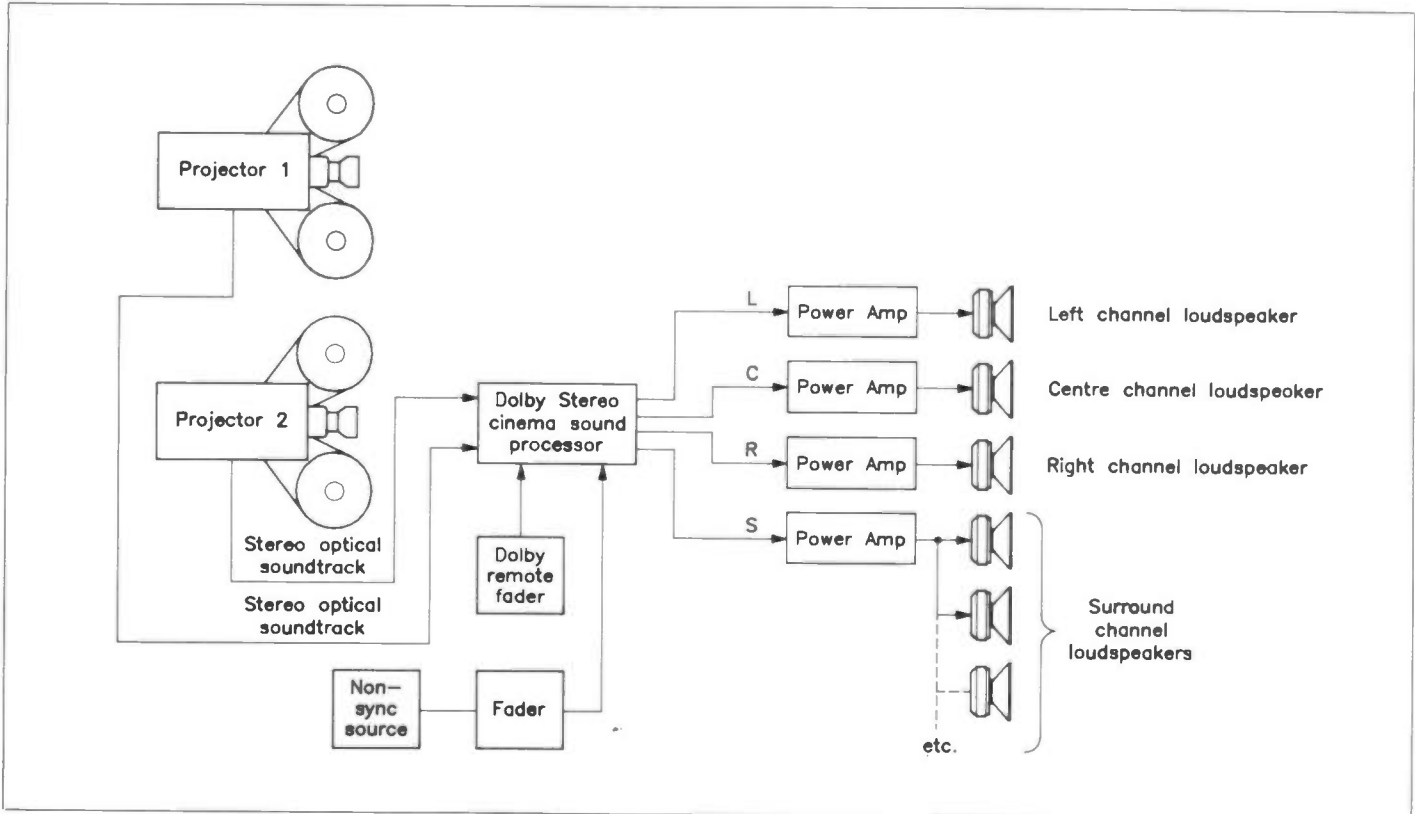 Projector 1
Projector 2
Stereo optical
soundtrack
Stereo optical
soundtrack
Dolby Stereo
cinema sound
processor
Dolby
remote
fader
Non-
sync
source
Fader
L
Power Amp
Left channel loudspeaker
C
Power Amp
Centre channel loudspeaker
R
Power Amp
Right channel loudspeaker
S
Power Amp
Surround
channel
loudspeakers
etc.